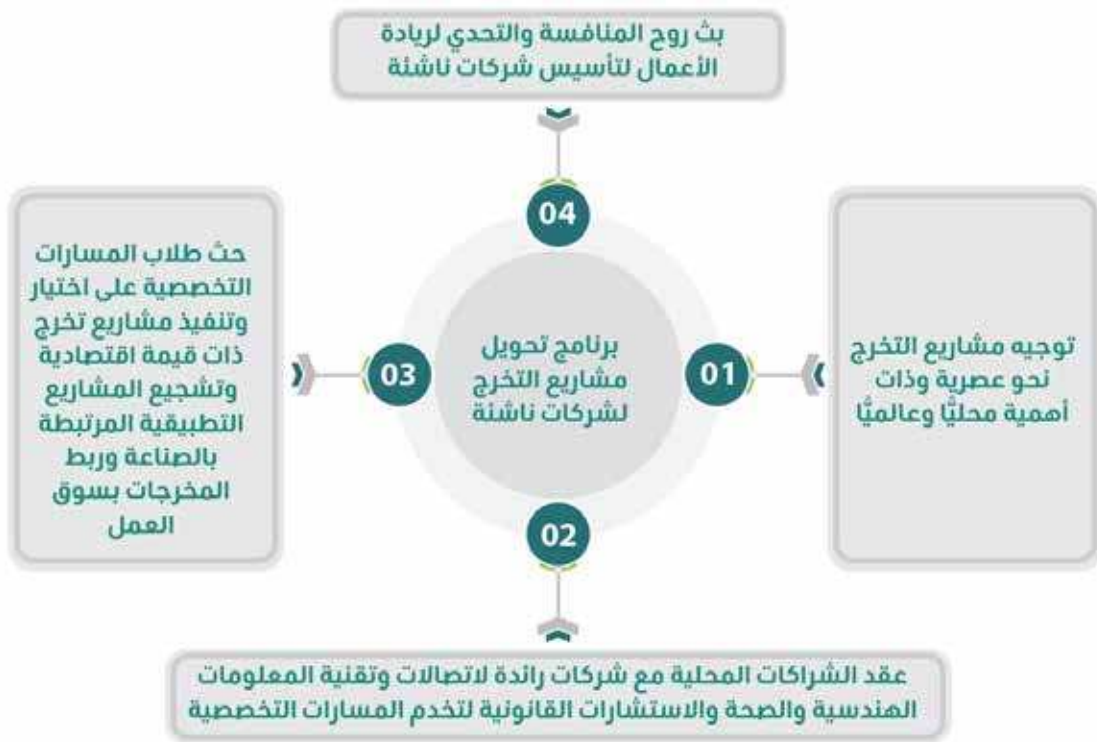 بث روح المنافسة والتحدي لريادة
الأعمال لتأسيس شركات ناشئة
04
برنامج تحويل
مشاريع التخرج
لشركات ناشئة
01
توجيه مشاريع التخرج
نحو عصرية وذات
أهمية محليًّا وعالميًّا
02
عقد الشراكات المحلية مع شركات رائدة لاتصالات وتقنية المعلومات
الهندسية والصحة والاستشارات القانونية لتخدم المسارات التخصصية
03
حث طلاب المسارات
التخصصية على اختيار
وتنفيذ مشاريع تخرج
ذات قيمة اقتصادية
وتشجيع المشاريع
التطبيقية المرتبطة
بالصناعة وربط
المخرجات بسوق
العمل